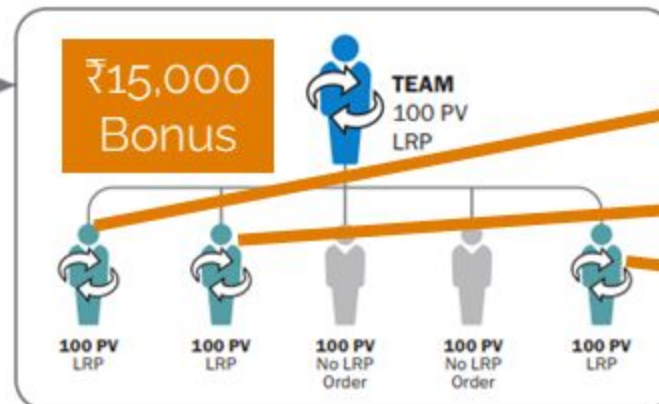 ₹15,000
Bonus
TEAM
100 PV
LRP
100 PV
LRP
100 PV
LRP
100 PV
No LRP
Order
100 PV
No LRP
Order
100 PV
LRP